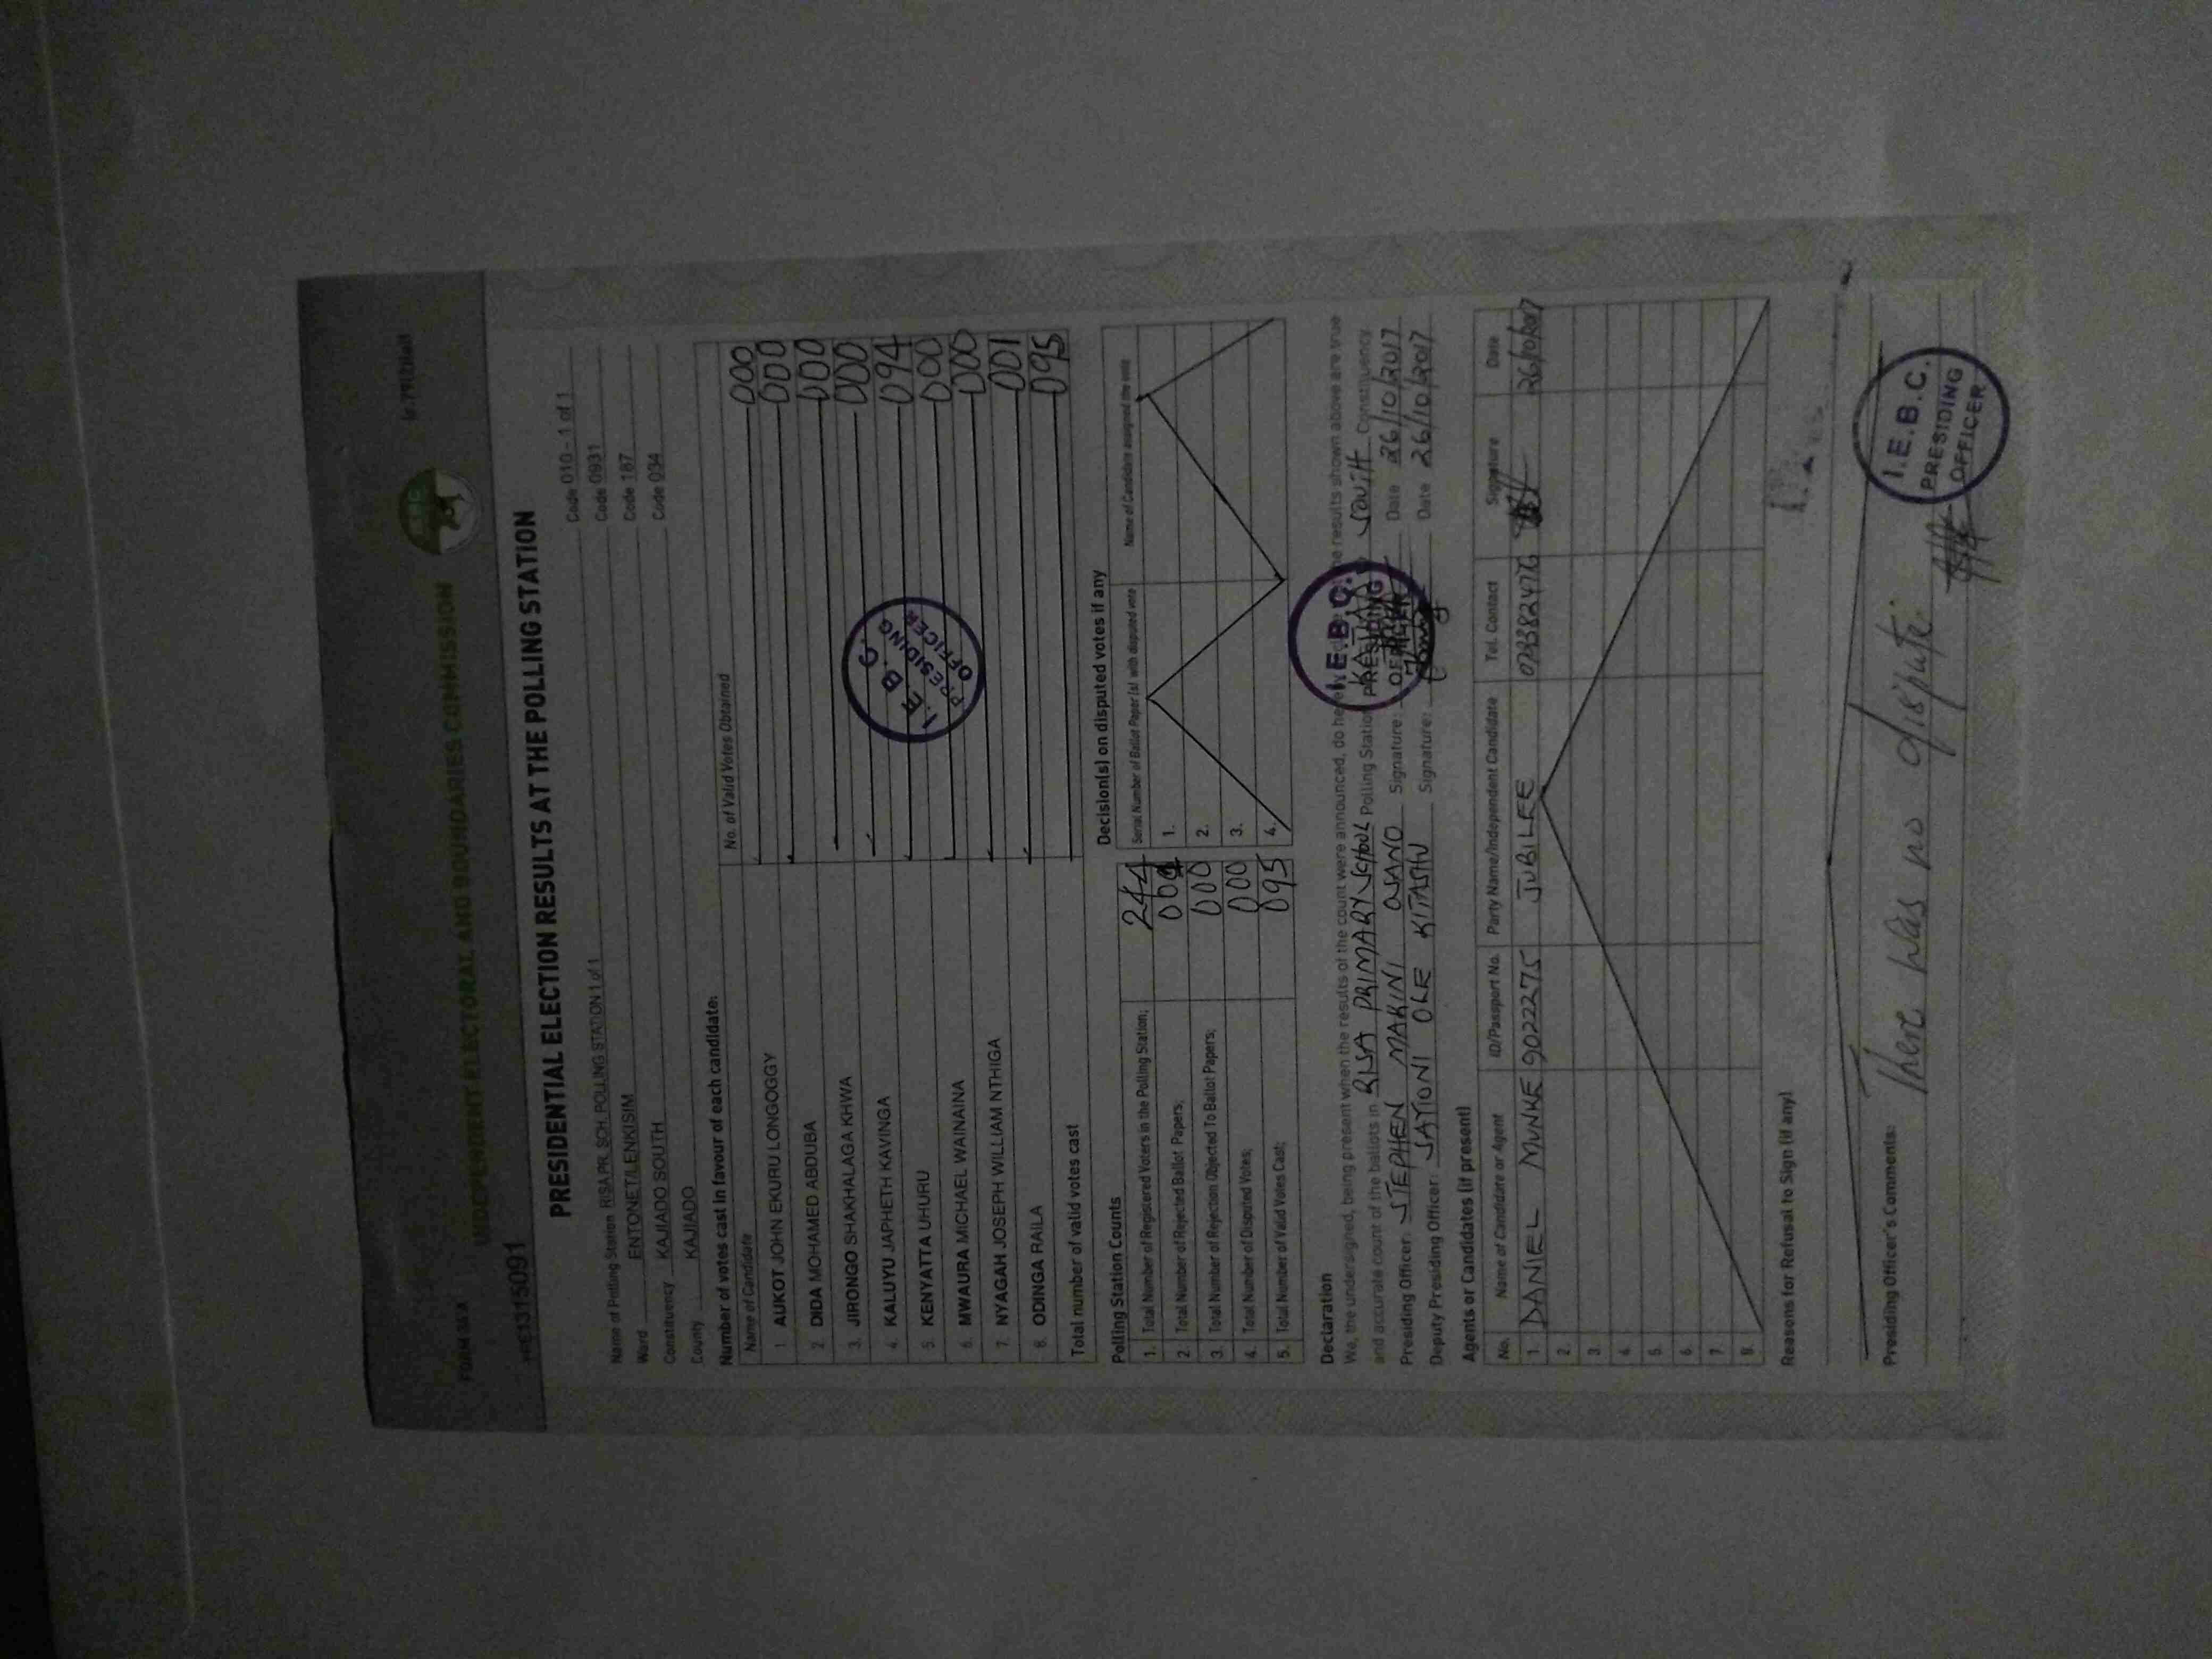 FORM 34A
INDEPENDENT ELECTORAL AND BOUNDARIES COMMISSION
IEBC
PRESIDENTIAL ELECTION RESULTS AT THE POLLING STATION
Name of Polling Station RISA PR. SCH. POLLING STATION 1 of 1 Code 010 - 1 of 1
Ward ENTONET/LENKISIM Code 0931
Constituency KAJIADO SOUTH Code 187
County KAJIADO Code 034
Number of votes cast in favour of each candidate:
Name of Candidate No. of Valid Votes Obtained
1 AUKOT JOHN EKURU LONGOGGY 000
2. DIDA MOHAMED ABDUBA 000
3. JIRONGO SHAKHALAGA KHWA 000
4. KALUYU JAPHETH KAVINGA 000
5. KENYATTA UHURU 094
6. MWAURA MICHAEL WAINAINA 000
7. NYAGAH JOSEPH WILLIAM NTHIGA 000
8. ODINGA RAILA 001
Total number of valid votes cast 095
I.E.B.C.
PRESIDING
OFFICER
Polling Station Counts
1. Total Number of Registered Voters in the Polling Station; 244
2. Total Number of Rejected Ballot Papers;
3. Total Number of Rejection Objected To Ballot Papers; 000
4. Total Number of Disputed Votes; 000
5. Total Number of Valid Votes Cast; 095
Decision(s) on disputed votes if any
Serial Number of Ballot Paper (s) with disputed vote Name of Candidate assigned the vote
1.
2.
3.
4.
Declaration
We, the undersigned, being present when the results of the count were announced, do he the results shown above are true
and accurate count of the ballots in RISA PRIMARY SCHOOL Polling Station KAJIADO SOUTH Constituency
Presiding Officer: STEPHEN MAKINI OSANO Signature: Date 26/10/2017
Deputy Presiding Officer: SATIONI OLE KITASHU Signature: Date 26/10/2017
I.E.B.C.
PRESIDING
OFFICER
Agents or Candidates (if present)
No. Name of Candidate or Agent ID/Passport No. Party Name/Independent Candidate Tel. Contact Signature Date
1. DANIEL MUNKE 9022275 JUBILEE 26/10/2017
2.
3.
4.
5.
6.
7.
8.
Reasons for Refusal to Sign (if any)
Presiding Officer's Comments:
There was no dispute.
I.E.B.C.
PRESIDING
OFFICER